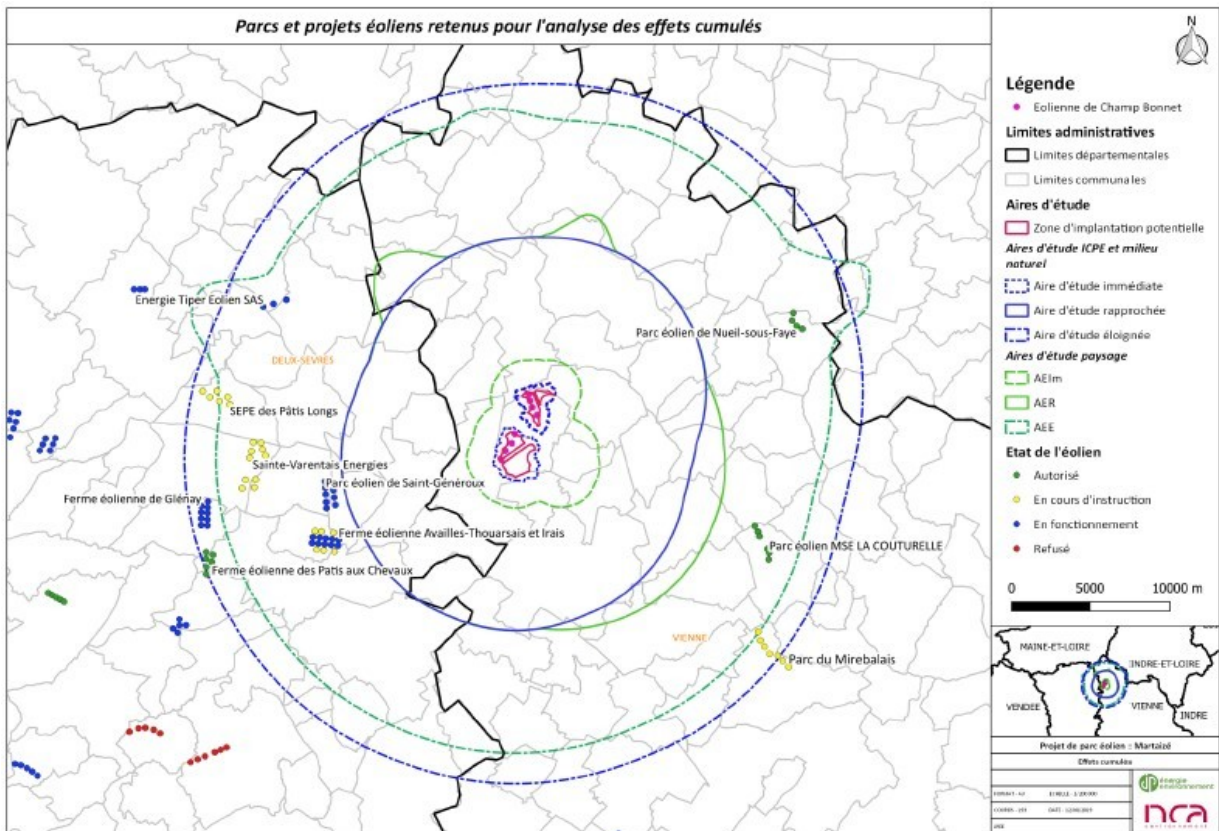 Parcs et projets éoliens retenus pour l'analyse des effets cumulés
Energie Tiper Eolien SAS
DEUX-SEVRES
SEPE des Pâtis Longs
Sainte-Varentais Energies
Parc éolien de Saint-Généroux
Ferme éolienne de Glénay
Ferme éolienne Availles-Thouarsais et Irais
Ferme éolienne des Patis aux Chevaux
Parc éolien de Nueil-sous-Faye
Parc éolien MSE LA COUTURELLE
VIENNE
Parc du Mirebalais
N
Légende
Eolienne de Champ Bonnet
Limites administratives
Limites départementales
Limites communales
Aires d'étude
Zone d'implantation potentielle
Aires d'étude ICPE et milieu
naturel
Aire d'étude immédiate
Aire d'étude rapprochée
Aire d'étude éloignée
Aires d'étude paysage
AEIm
AER
AEE
Etat de l'éolien
Autorisé
En cours d'instruction
En fonctionnement
Refusé
0 5000 10000 m
MAINE-ET-LOIRE
INDRE-ET-LOIRE
VENDEE
VIENNE
INDRE
Projet de parc éolien :: Martaizé
Effets cumulés
énergie
environnement
nca
environnement